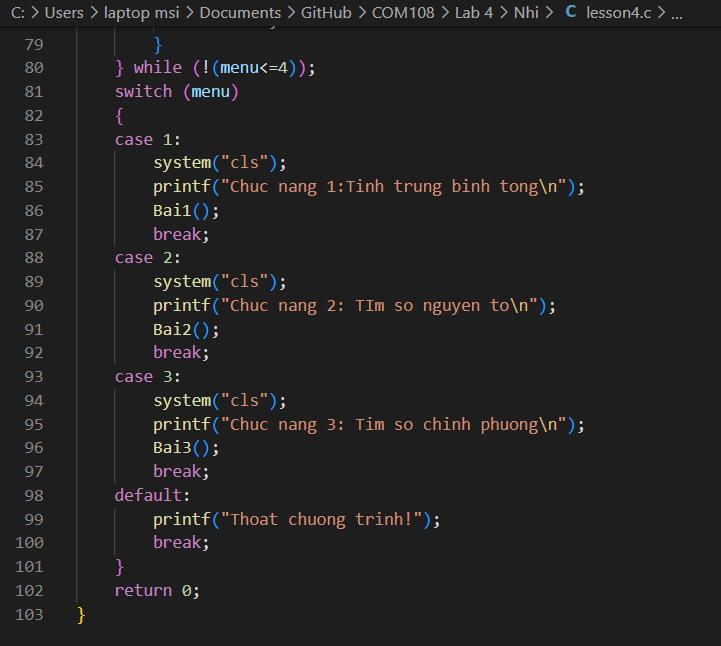 C: > Users > laptop msi > Documents > GitHub > COM108 > Lab 4 > Nhi > C lesson4.c > ...
79 }
80 } while (!(menu<=4));
81 switch (menu)
82 {
83 case 1:
84 system("cls");
85 printf("Chuc nang 1:Tinh trung binh tong\n");
86 Bai1();
87 break;
88 case 2:
89 system("cls");
90 printf("Chuc nang 2: TIm so nguyen to\n");
91 Bai2();
92 break;
93 case 3:
94 system("cls");
95 printf("Chuc nang 3: Tim so chinh phuong\n");
96 Bai3();
97 break;
98 default:
99 printf("Thoat chuong trinh!");
100 break;
101 }
102 return 0;
103 }